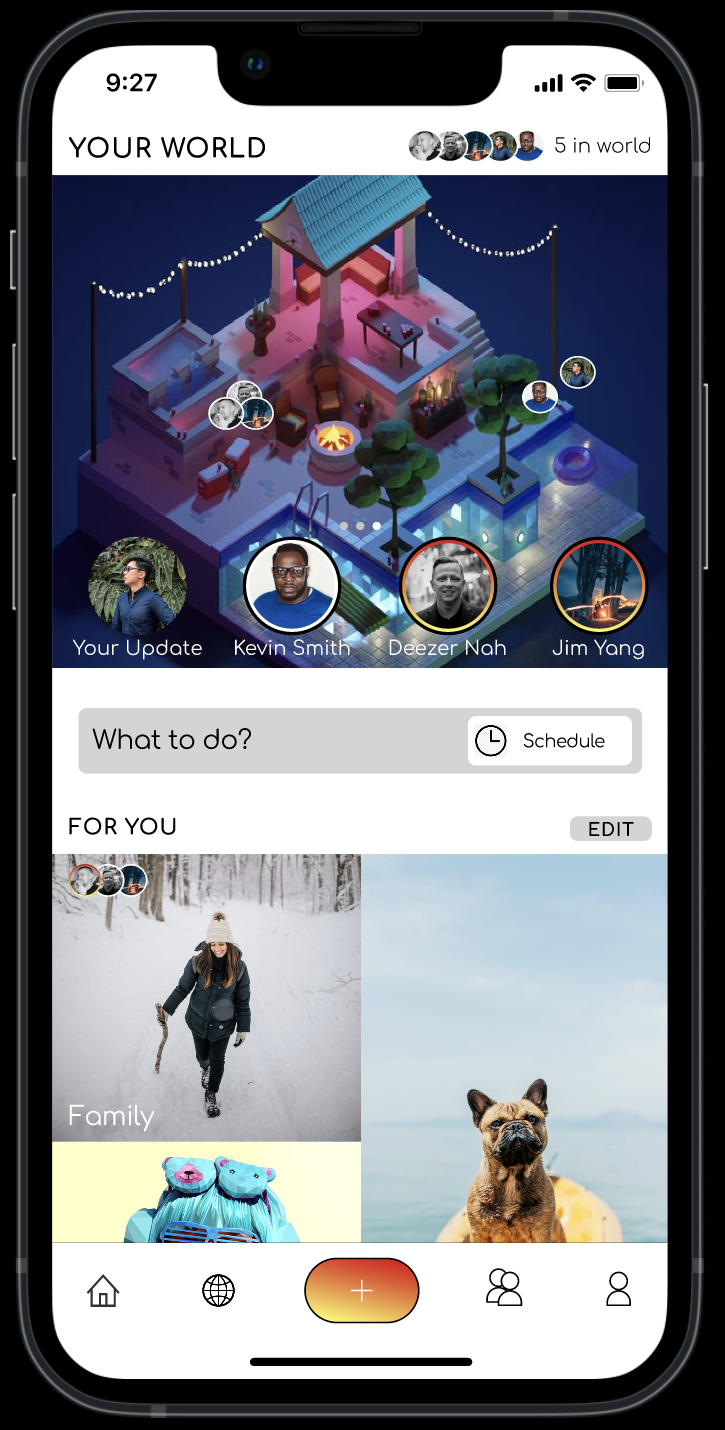 9:27
YOUR WORLD
5 in world
Your Update
Kevin Smith
Deezer Nah
Jim Yang
What to do?
Schedule
FOR YOU
EDIT
Family